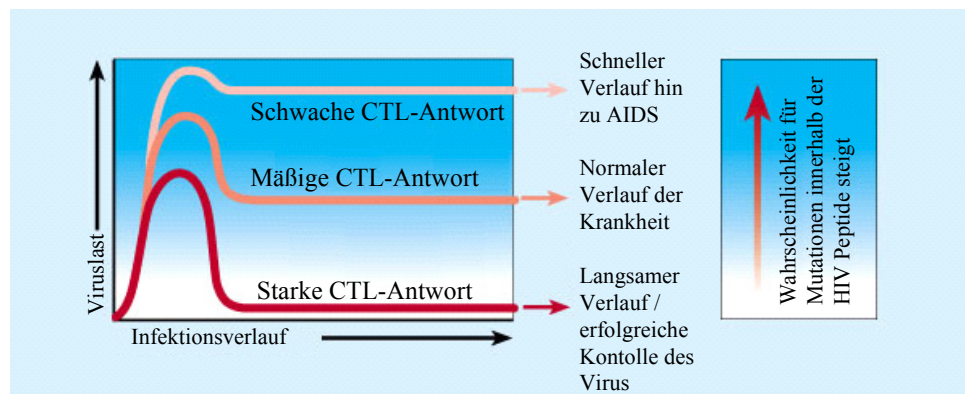 Viruslast
Infektionsverlauf
Schwache CTL-Antwort
Mäßige CTL-Antwort
Starke CTL-Antwort
Schneller
Verlauf hin
zu AIDS
Normaler
Verlauf der
Krankheit
Langsamer
Verlauf /
erfolgreiche
Kontolle des
Virus
Wahrscheinlichkeit für
Mutationen innerhalb der
HIV Peptide steigt